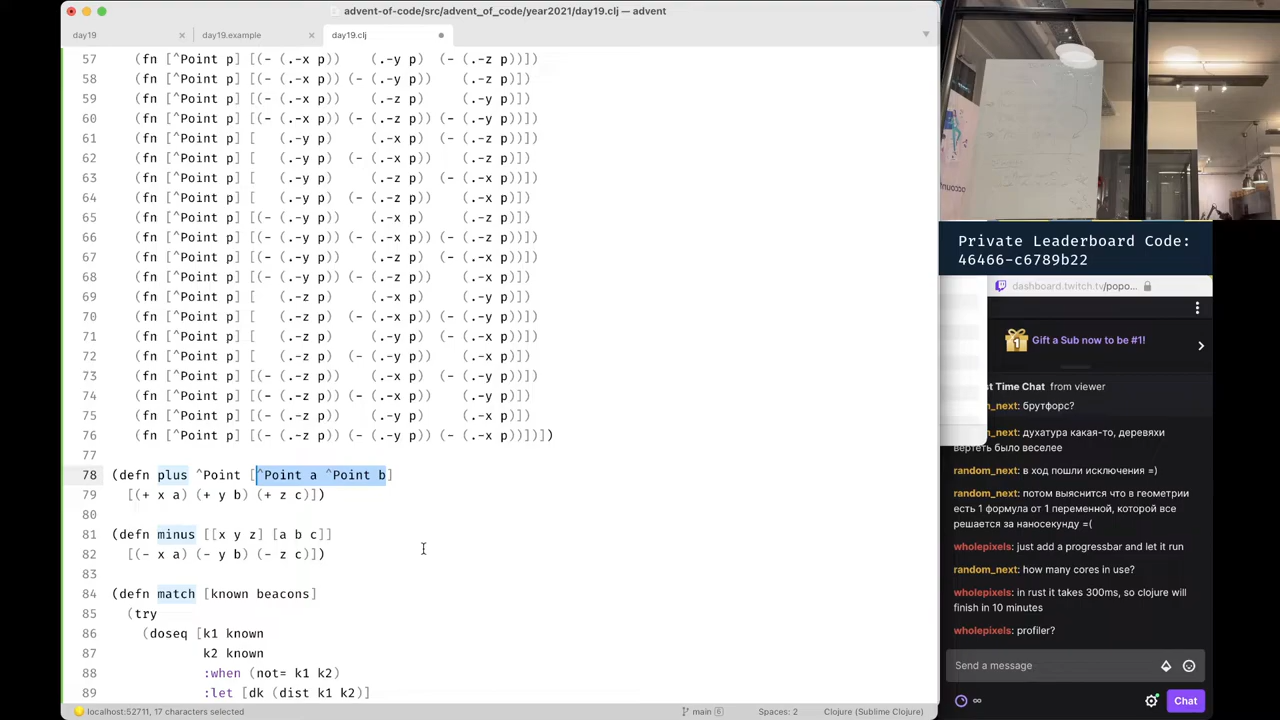 advent-of-code/src/advent_of_code/year2021/day19.clj — advent
day19 × day19.example × day19.clj
57 (fn [^Point p] [(- (.-x p)) (.-y p) (- (.-z p))])
58 (fn [^Point p] [(- (.-x p)) (- (.-y p)) (.-z p)])
59 (fn [^Point p] [(- (.-x p)) (.-z p) (.-y p)])
60 (fn [^Point p] [(- (.-x p)) (- (.-z p)) (- (.-y p))])
61 (fn [^Point p] [ (.-y p) (.-x p) (- (.-z p))])
62 (fn [^Point p] [ (.-y p) (- (.-x p)) (.-z p)])
63 (fn [^Point p] [ (.-y p) (.-z p) (- (.-x p))])
64 (fn [^Point p] [ (.-y p) (.-z p) (.-x p)])
65 (fn [^Point p] [(- (.-y p)) (.-x p) (.-z p)])
66 (fn [^Point p] [(- (.-y p)) (- (.-x p)) (- (.-z p))])
67 (fn [^Point p] [(- (.-y p)) (.-z p) (- (.-x p))])
68 (fn [^Point p] [(- (.-y p)) (- (.-z p)) (.-x p)])
69 (fn [^Point p] [ (.-z p) (.-x p) (.-y p)])
70 (fn [^Point p] [ (.-z p) (- (.-x p)) (- (.-y p))])
71 (fn [^Point p] [ (.-z p) (.-y p) (- (.-x p))])
72 (fn [^Point p] [ (.-z p) (- (.-y p)) (.-x p)])
73 (fn [^Point p] [(- (.-z p)) (.-x p) (- (.-y p))])
74 (fn [^Point p] [(- (.-z p)) (- (.-x p)) (.-y p)])
75 (fn [^Point p] [(- (.-z p)) (.-y p) (.-x p)])
76 (fn [^Point p] [(- (.-z p)) (- (.-y p)) (- (.-x p))])])
77
78 (defn plus ^Point [^Point a ^Point b]
79 [(+ x a) (+ y b) (+ z c)])
80
81 (defn minus [[x y z] [a b c]]
82 [(- x a) (- y b) (- z c)])
83
84 (defn match [known beacons]
85 (try
86 (doseq [k1 known
87 k2 known
88 :when (not= k1 k2)
89 :let [dk (dist k1 k2)]
localhost:52711, 17 characters selected
main 6
Spaces: 2
Clojure (Sublime Clojure)
Private Leaderboard Code:
46466-c6789b22
dashboard.twitch.tv/popo...
1 Gift a Sub now to be #1!
st Time Chat from viewer
m_next: брутфорс?
random_next: духатура какая-то, деревяхи
вертеть было веселее
random_next: в ход пошли исключения =)
random_next: потом выяснится что в геометрии
есть 1 формула от 1 переменной, которой все
решается за наносекунду =(
wholepixels: just add a progressbar and let it run
random_next: how many cores in use?
wholepixels: in rust it takes 300ms, so clojure will
finish in 10 minutes
wholepixels: profiler?
Send a message
∞
Chat